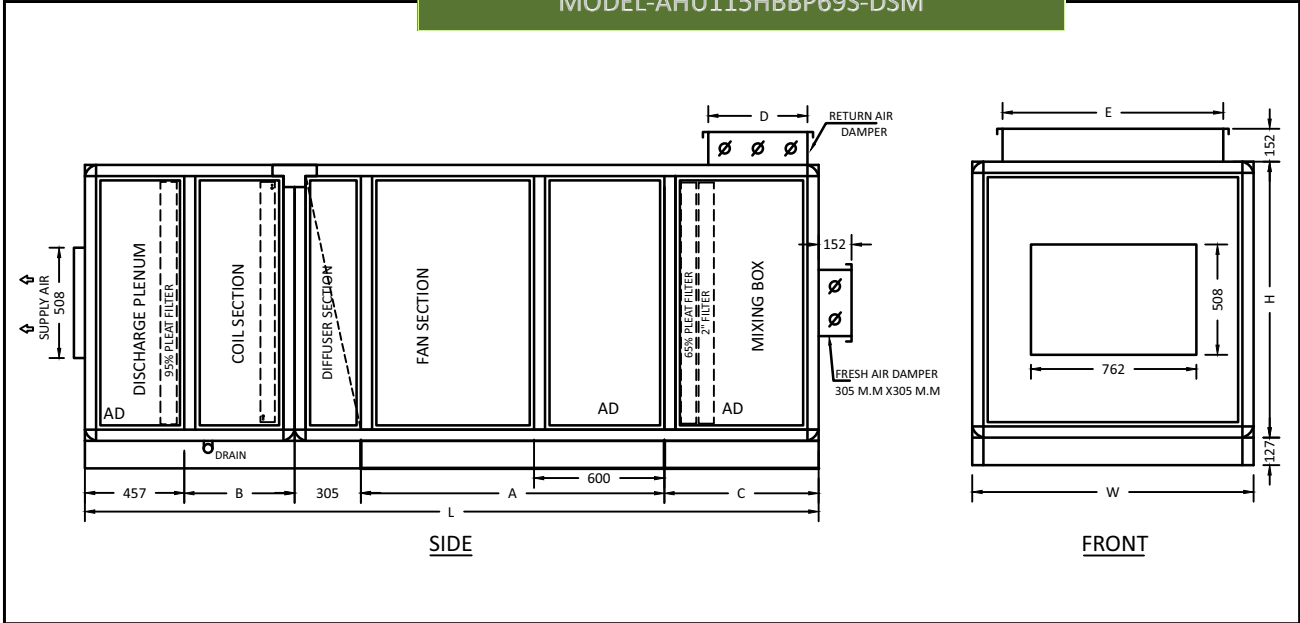 MODEL-AHU115HBBP69S-DSM
D
RETURN AIR
DAMPER
E
152
152
SUPPLY AIR
508
DISCHARGE PLENUM
95% PLEAT FILTER
COIL SECTION
DIFFUSER SECTION
FAN SECTION
65% PLEAT FILTER
2" FILTER
MIXING BOX
AD
AD
AD
FRESH AIR DAMPER
305 M.M X305 M.M
508
762
H
127
DRAIN
600
457
B
305
A
C
W
L
SIDE
FRONT